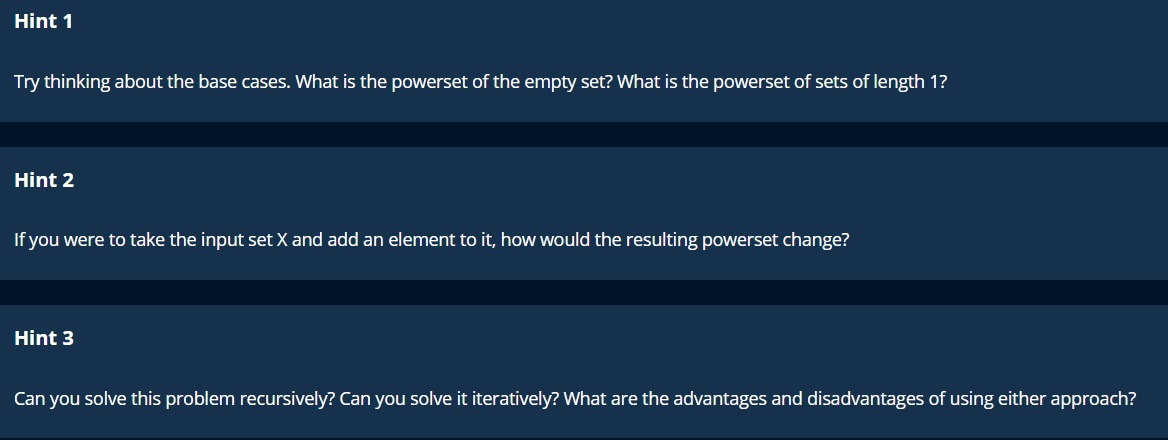 Hint 1
Try thinking about the base cases. What is the powerset of the empty set? What is the powerset of sets of length 1?
Hint 2
If you were to take the input set X and add an element to it, how would the resulting powerset change?
Hint 3
Can you solve this problem recursively? Can you solve it iteratively? What are the advantages and disadvantages of using either approach?